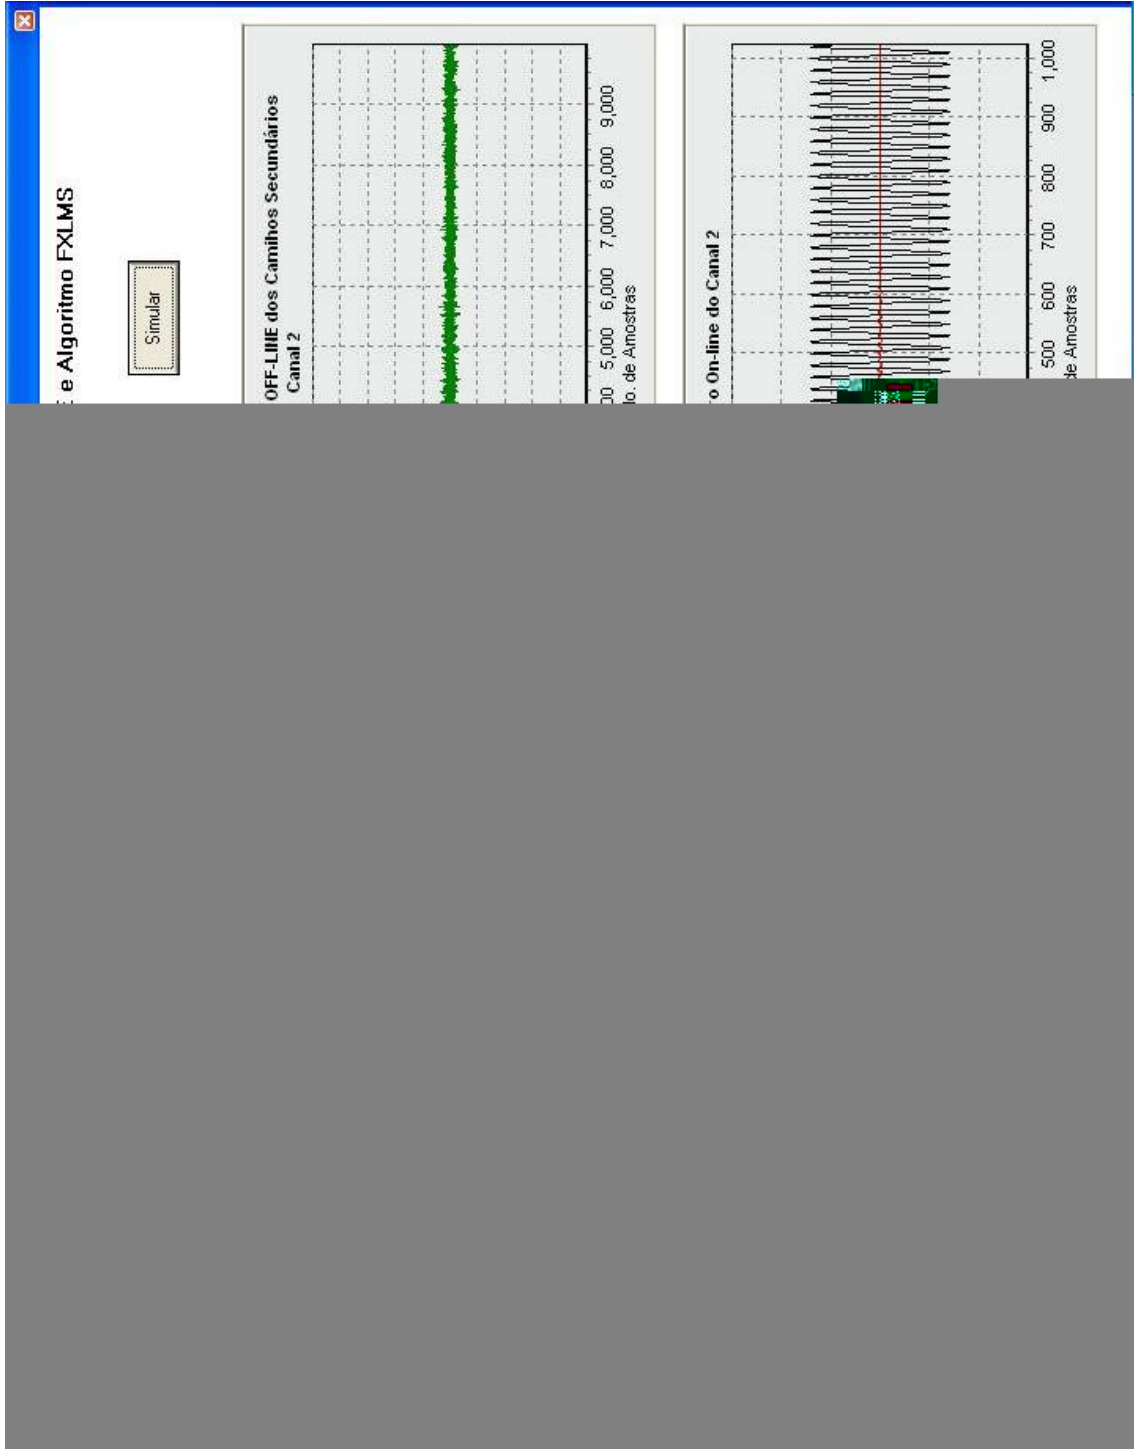 e Algoritmo FXLMS
Simular
OFF-LINE dos Camihos Secundários
Canal 2
5,000 6,000 7,000 8,000 9,000
de Amostras
On-line do Canal 2
500 600 700 800 900 1,000
de Amostras